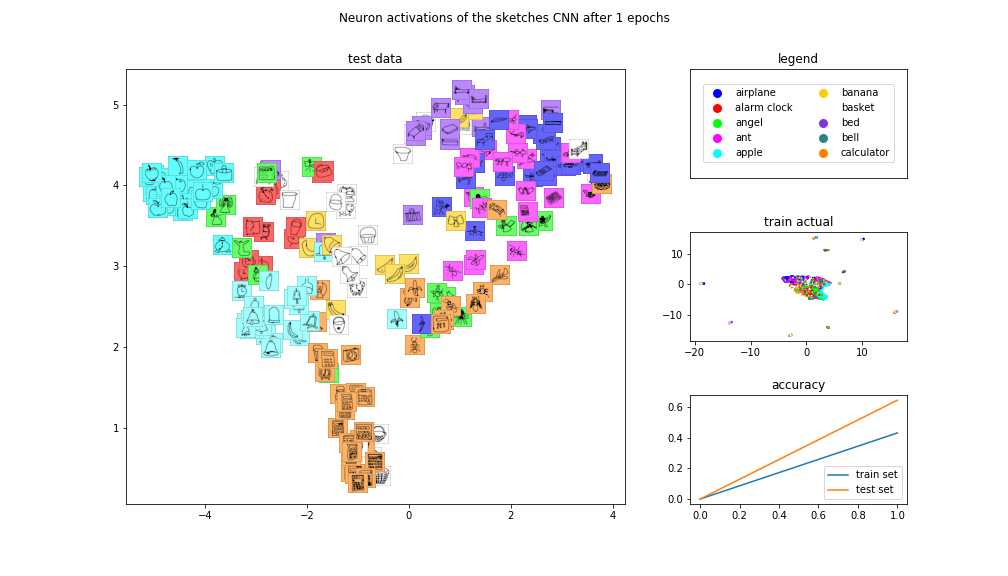 Neuron activations of the sketches CNN after 1 epochs
test data
5
4
3
2
1
−4
−2
0
2
4
legend
airplane
alarm clock
angel
ant
apple
banana
basket
bed
bell
calculator
train actual
10
0
−10
−20
−10
0
10
accuracy
0.6
0.4
0.2
0.0
train set
test set
0.0
0.2
0.4
0.6
0.8
1.0